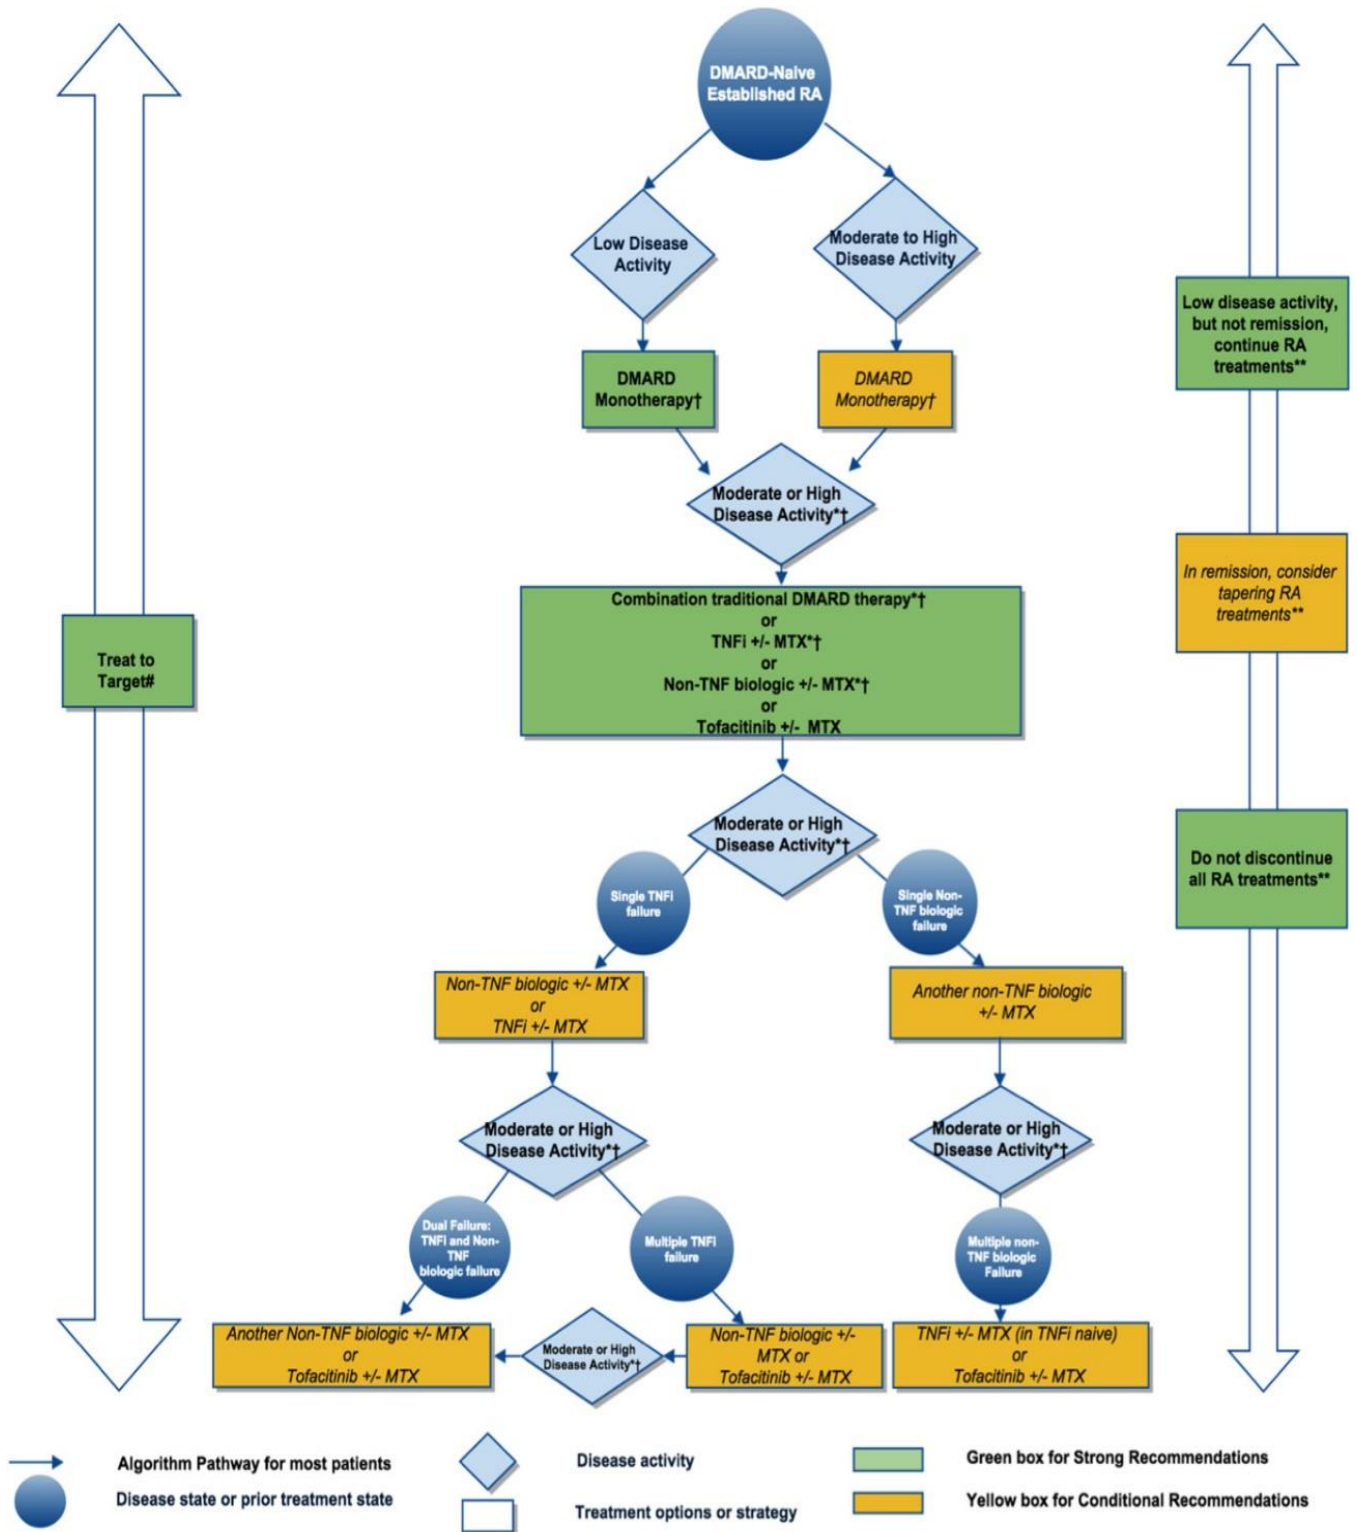 DMARD-Naive
Established RA
Low Disease
Activity
Moderate to High
Disease Activity
DMARD
Monotherapy†
DMARD
Monotherapy†
Moderate or High
Disease Activity*†
Combination traditional DMARD therapy*†
or
TNFi +/- MTX*†
or
Non-TNF biologic +/- MTX*†
or
Tofacitinib +/- MTX
Moderate or High
Disease Activity*†
Single TNFi
failure
Single Non-
TNF biologic
failure
Non-TNF biologic +/- MTX
or
TNFi +/- MTX
Another non-TNF biologic
+/- MTX
Moderate or High
Disease Activity*†
Moderate or High
Disease Activity*†
Dual Failure:
TNFi and Non-
TNF
biologic failure
Multiple TNFi
failure
Multiple non-
TNF biologic
Failure
Another Non-TNF biologic +/- MTX
or
Tofacitinib +/- MTX
Moderate or High
Disease Activity*†
Non-TNF biologic +/-
MTX or
Tofacitinib +/- MTX
TNFi +/- MTX (in TNFi naive)
or
Tofacitinib +/- MTX
Treat to
Target#
Low disease activity,
but not remission,
continue RA
treatments**
In remission, consider
tapering RA
treatments**
Do not discontinue
all RA treatments**
Algorithm Pathway for most patients
Disease state or prior treatment state
Disease activity
Treatment options or strategy
Green box for Strong Recommendations
Yellow box for Conditional Recommendations